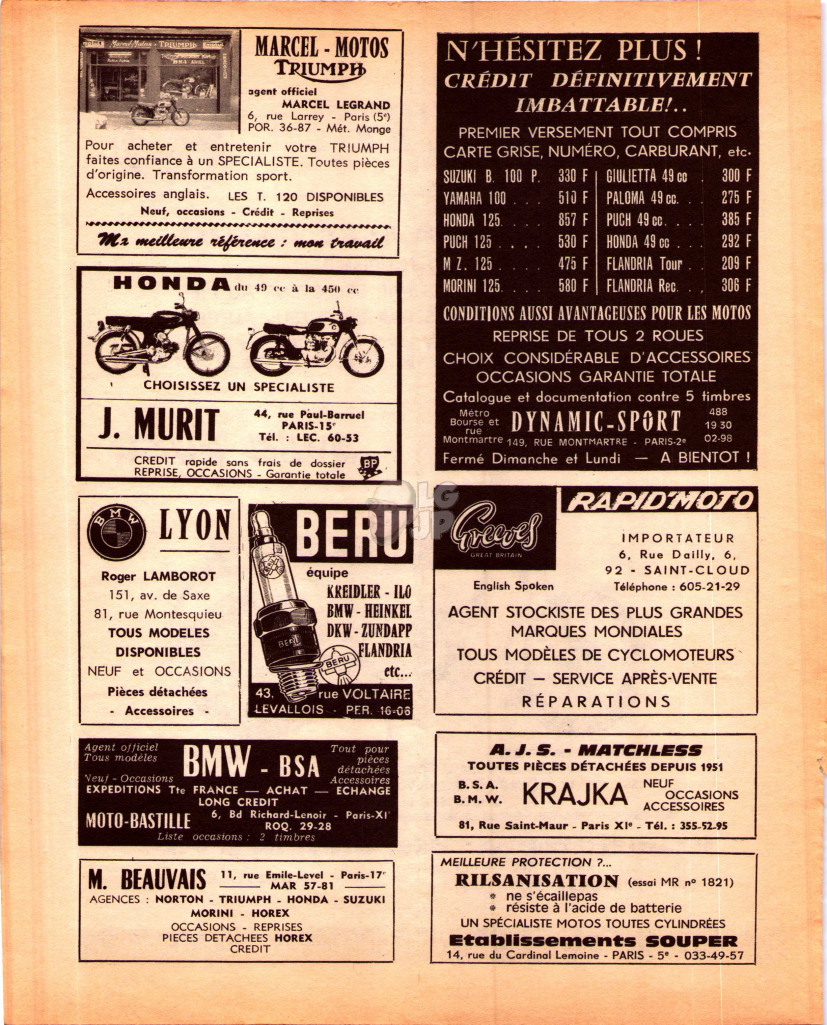 Marcel-Motos - TRIUMPH
MARCEL - MOTOS
TRIUMPH
agent officiel
MARCEL LEGRAND
6, rue Larrey - Paris (5e)
POR. 36-87 - Mét. Monge
Pour acheter et entretenir votre TRIUMPH
faites confiance à un SPECIALISTE. Toutes pièces
d'origine. Transformation sport.
Accessoires anglais. LES T. 120 DISPONIBLES
Neuf, occasions - Crédit - Reprises
Ma meilleure référence : mon travail
HONDA du 49 cc à la 450 cc
CHOISISSEZ UN SPECIALISTE
J. MURIT
44, rue Paul-Barruel
PARIS-15e
Tél. : LEC. 60-53
CREDIT rapide sans frais de dossier
REPRISE, OCCASIONS - Garantie totale
BP
BMW
LYON
Roger LAMBOROT
151, av. de Saxe
81, rue Montesquieu
TOUS MODELES
DISPONIBLES
NEUF et OCCASIONS
Pièces détachées
- Accessoires -
BERU
équipe
KREIDLER - ILO
BMW - HEINKEL
DKW - ZUNDAPP
FLANDRIA
etc...
BERU
BERU
43, rue VOLTAIRE
LEVALLOIS - PER. 16-06
Agent officiel
Tous modèles
Neuf - Occasions
BMW - BSA
Tout pour
pièces
détachées
Accessoires
EXPEDITIONS Tte FRANCE — ACHAT — ECHANGE
LONG CREDIT
MOTO-BASTILLE
6, Bd Richard-Lenoir - Paris-XIe
ROQ. 29-28
Liste occasions : 2 timbres
M. BEAUVAIS
11, rue Emile-Level - Paris-17e
MAR 57-81
AGENCES : NORTON - TRIUMPH - HONDA - SUZUKI
MORINI - HOREX
OCCASIONS - REPRISES
PIECES DETACHEES HOREX
CREDIT
N'HÉSITEZ PLUS !
CRÉDIT DÉFINITIVEMENT
IMBATTABLE!..
PREMIER VERSEMENT TOUT COMPRIS
CARTE GRISE, NUMÉRO, CARBURANT, etc.
SUZUKI B. 100 P. 330 F
YAMAHA 100 . . . 510 F
HONDA 125. . . . 857 F
PUCH 125 . . . . 530 F
M Z. 125 . . . . 475 F
MORINI 125 . . . 580 F
GIULIETTA 49 cc . 300 F
PALOMA 49 cc. . . 275 F
PUCH 49 cc. . . . 385 F
HONDA 49 cc . . . 292 F
FLANDRIA Tour . . 209 F
FLANDRIA Rec. . . 306 F
CONDITIONS AUSSI AVANTAGEUSES POUR LES MOTOS
REPRISE DE TOUS 2 ROUES
CHOIX CONSIDÉRABLE D'ACCESSOIRES
OCCASIONS GARANTIE TOTALE
Catalogue et documentation contre 5 timbres
Métro
Bourse et
rue
Montmartre
DYNAMIC-SPORT
149, RUE MONTMARTRE - PARIS-2e
488
19 30
02-98
Fermé Dimanche et Lundi — A BIENTOT !
LG
JP
Greeves
GREAT BRITAIN
English Spoken
RAPID'MOTO
IMPORTATEUR
6, Rue Dailly, 6,
92 - SAINT-CLOUD
Téléphone : 605-21-29
AGENT STOCKISTE DES PLUS GRANDES
MARQUES MONDIALES
TOUS MODÈLES DE CYCLOMOTEURS
CRÉDIT — SERVICE APRÈS-VENTE
RÉPARATIONS
A.J.S. - MATCHLESS
TOUTES PIÈCES DÉTACHÉES DEPUIS 1951
B.S.A.
B.M.W.
KRAJKA
NEUF
OCCASIONS
ACCESSOIRES
81, Rue Saint-Maur - Paris XIe - Tél. : 355-52.95
MEILLEURE PROTECTION ?...
RILSANISATION (essai MR nº 1821)
* ne s'écaillepas
* résiste à l'acide de batterie
UN SPÉCIALISTE MOTOS TOUTES CYLINDRÉES
Etablissements SOUPER
14, rue du Cardinal Lemoine - PARIS - 5e - 033-49-57